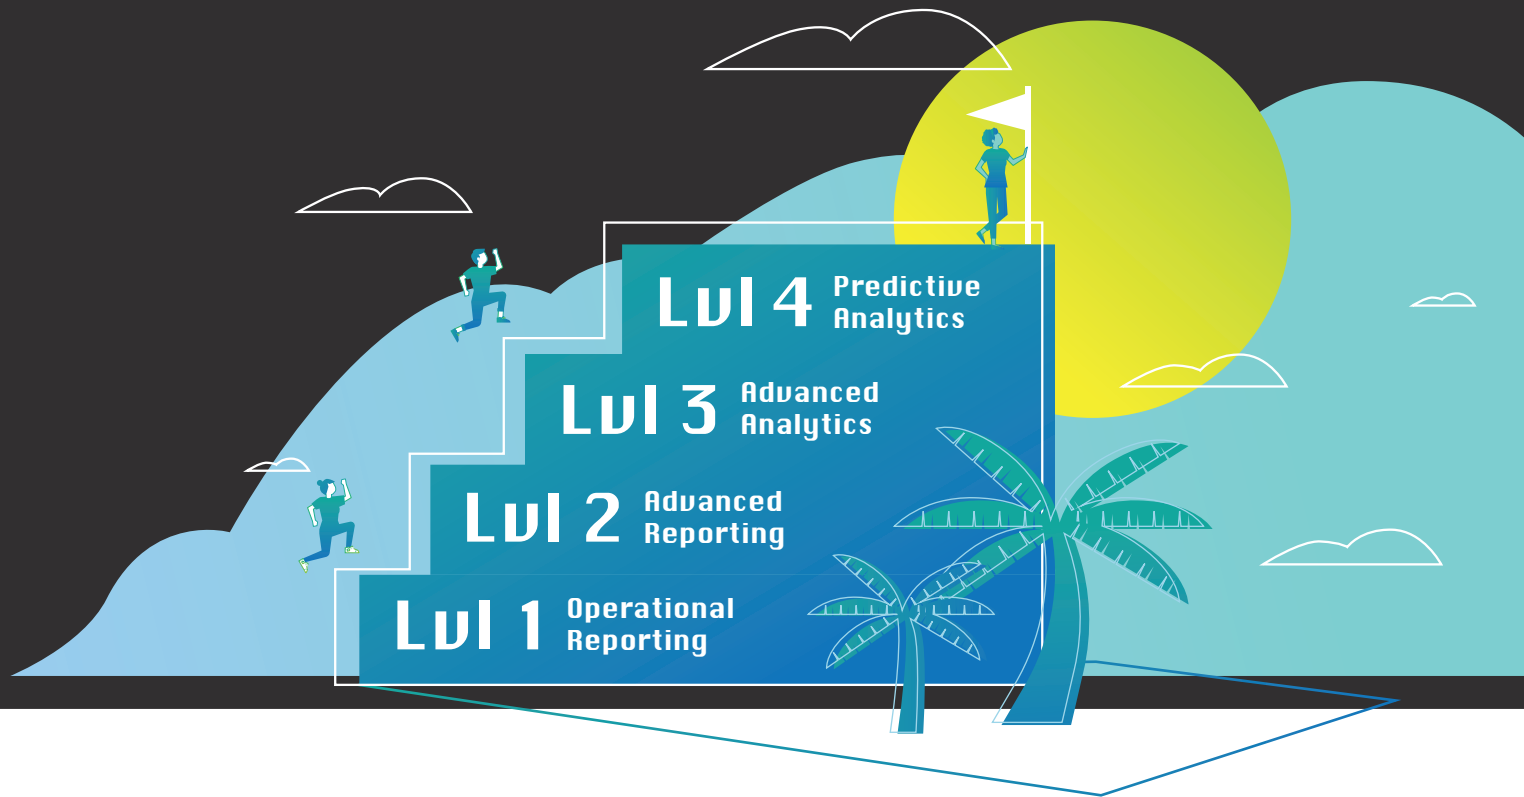 Lvl 4 Predictive
Analytics
Lvl 3 Advanced
Analytics
Lvl 2 Advanced
Reporting
Lvl 1 Operational
Reporting